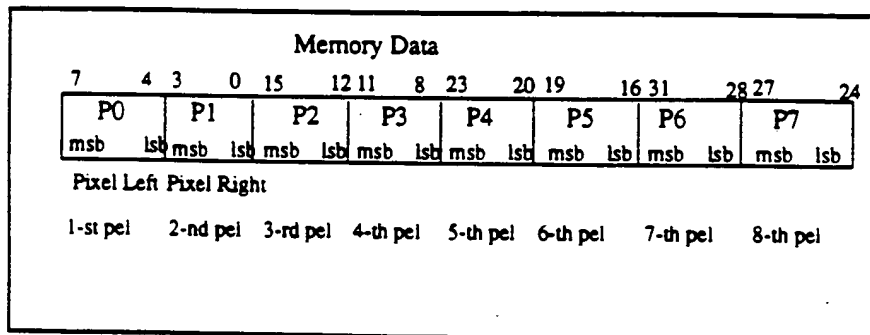 Memory Data
7 4 3 0 15 12 11 8 23 20 19 16 31 28 27 24
P0 P1 P2 P3 P4 P5 P6 P7
msb lsb msb lsb msb lsb msb lsb msb lsb msb lsb msb lsb msb lsb
Pixel Left Pixel Right
1-st pel 2-nd pel 3-rd pel 4-th pel 5-th pel 6-th pel 7-th pel 8-th pel